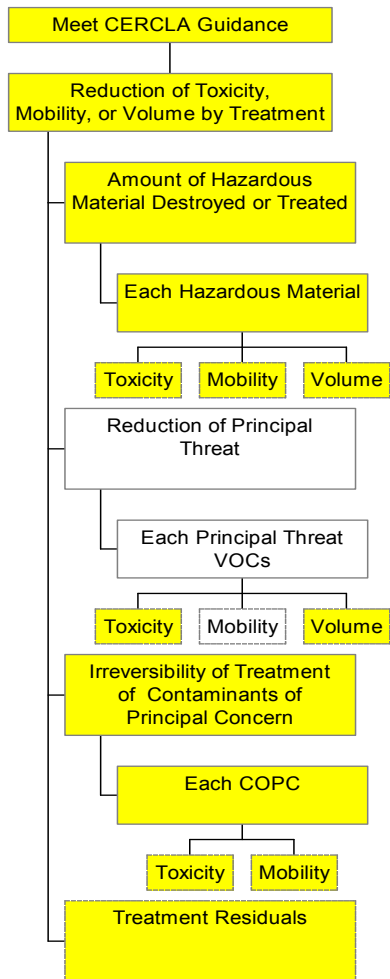 Meet CERCLA Guidance
Reduction of Toxicity,
Mobility, or Volume by Treatment
Amount of Hazardous
Material Destroyed or Treated
Each Hazardous Material
Toxicity Mobility Volume
Reduction of Principal
Threat
Each Principal Threat
VOCs
Toxicity Mobility Volume
Irreversibility of Treatment
of Contaminants of
Principal Concern
Each COPC
Toxicity Mobility
Treatment Residuals